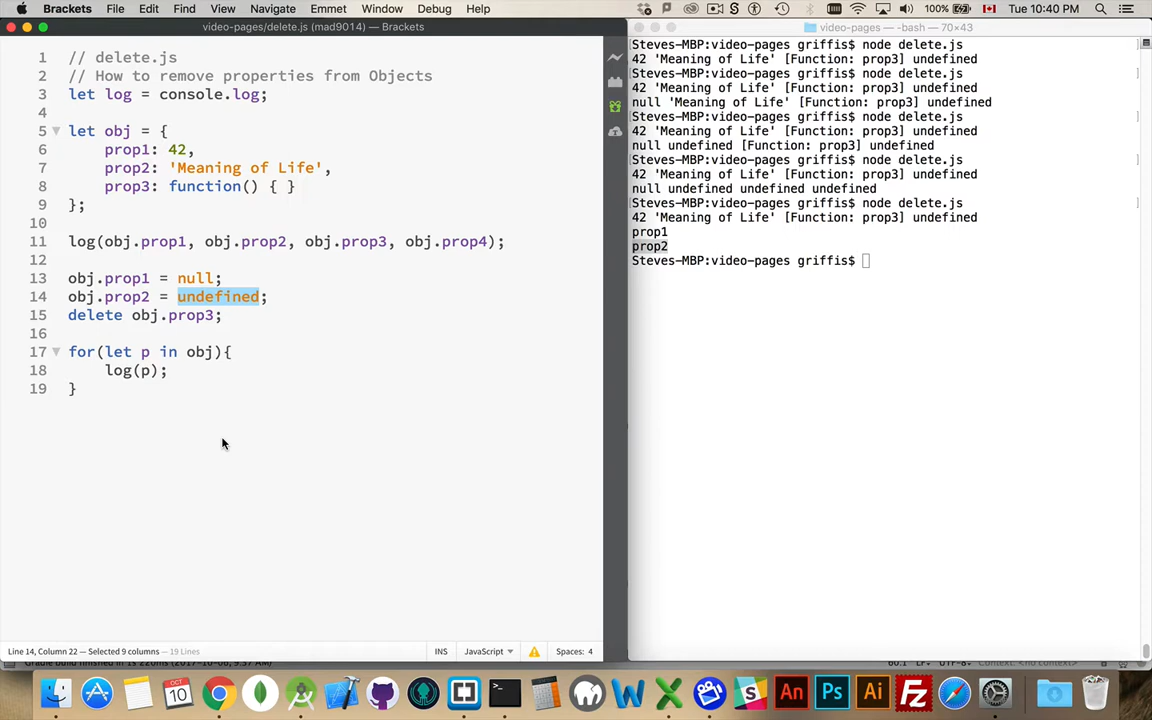 Brackets File Edit Find View Navigate Emmet Window Debug Help 100% Tue 10:40 PM
video-pages/delete.js (mad9014) — Brackets
video-pages — -bash — 70×43
1 // delete.js
2 // How to remove properties from Objects
3 let log = console.log;
4
5 let obj = {
6 prop1: 42,
7 prop2: 'Meaning of Life',
8 prop3: function() { }
9 };
10
11 log(obj.prop1, obj.prop2, obj.prop3, obj.prop4);
12
13 obj.prop1 = null;
14 obj.prop2 = undefined;
15 delete obj.prop3;
16
17 for(let p in obj){
18 log(p);
19 }
Steves-MBP:video-pages griffis$ node delete.js
42 'Meaning of Life' [Function: prop3] undefined
Steves-MBP:video-pages griffis$ node delete.js
42 'Meaning of Life' [Function: prop3] undefined
null 'Meaning of Life' [Function: prop3] undefined
Steves-MBP:video-pages griffis$ node delete.js
42 'Meaning of Life' [Function: prop3] undefined
null undefined [Function: prop3] undefined
Steves-MBP:video-pages griffis$ node delete.js
42 'Meaning of Life' [Function: prop3] undefined
null undefined undefined undefined
Steves-MBP:video-pages griffis$ node delete.js
42 'Meaning of Life' [Function: prop3] undefined
prop1
prop2
Steves-MBP:video-pages griffis$
Line 14, Column 22 — Selected 9 columns — 19 Lines
INS JavaScript Spaces: 4
OCT
10
An Ps Ai Fz